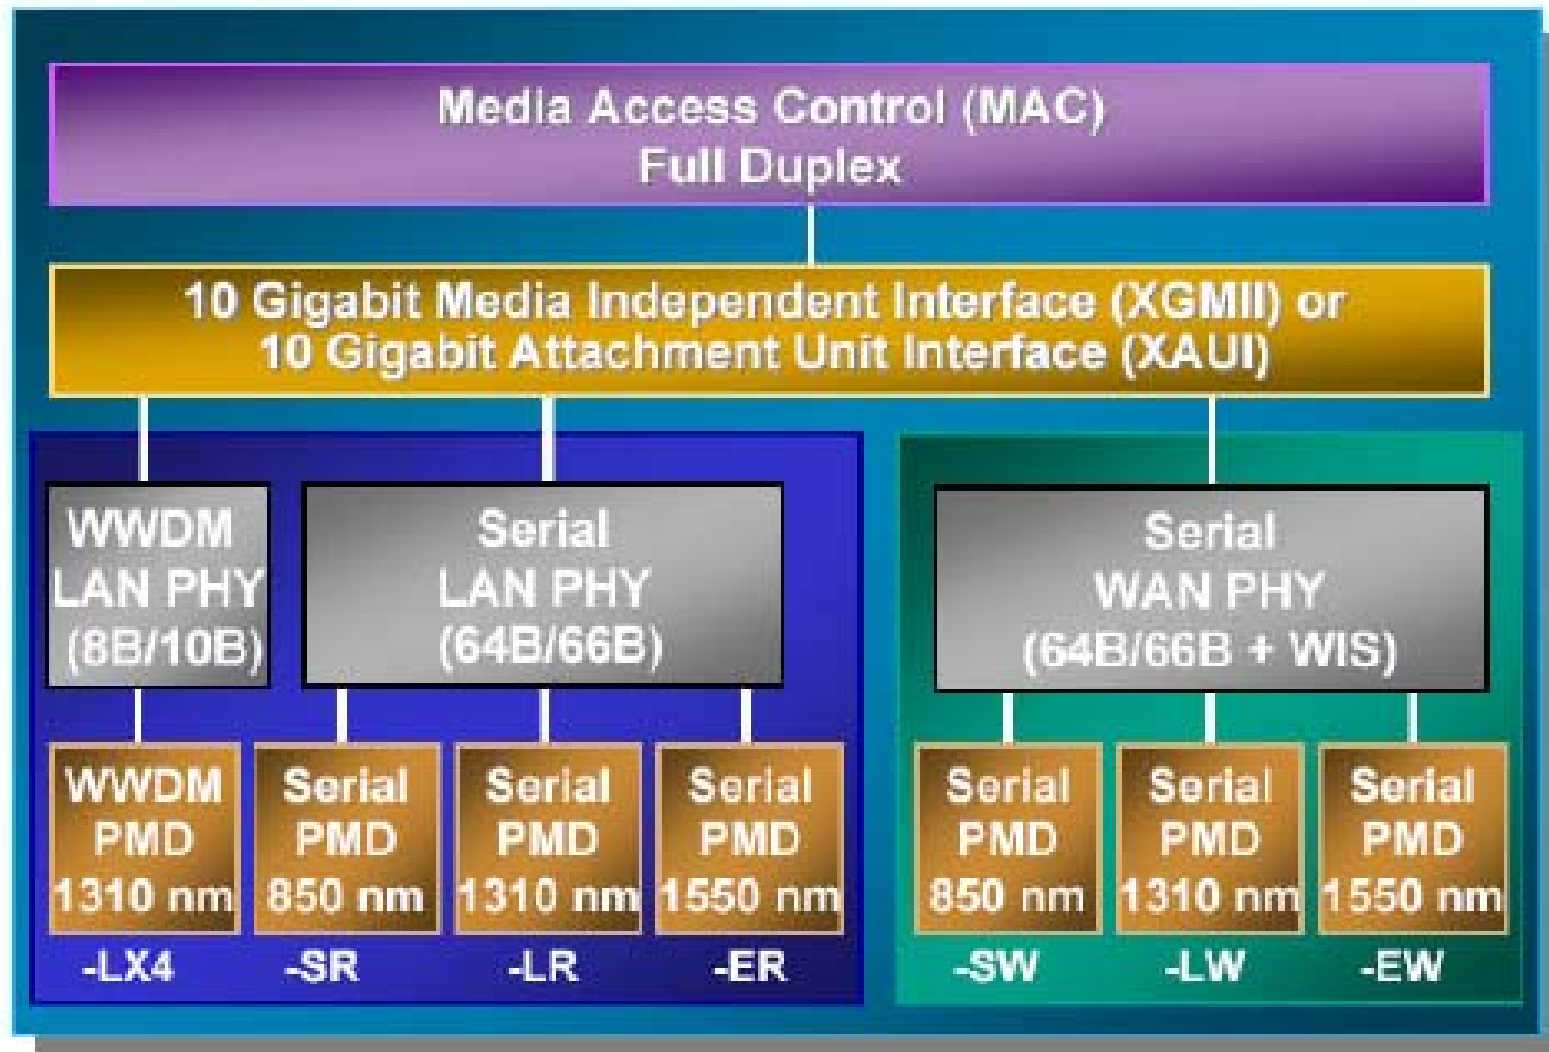 Media Access Control (MAC)
Full Duplex
10 Gigabit Media Independent Interface (XGMII) or
10 Gigabit Attachment Unit Interface (XAUI)
WWDM
LAN PHY
(8B/10B)
Serial
LAN PHY
(64B/66B)
Serial
WAN PHY
(64B/66B + WIS)
WWDM
PMD
1310 nm
Serial
PMD
850 nm
Serial
PMD
1310 nm
Serial
PMD
1550 nm
Serial
PMD
850 nm
Serial
PMD
1310 nm
Serial
PMD
1550 nm
-LX4
-SR
-LR
-ER
-SW
-LW
-EW